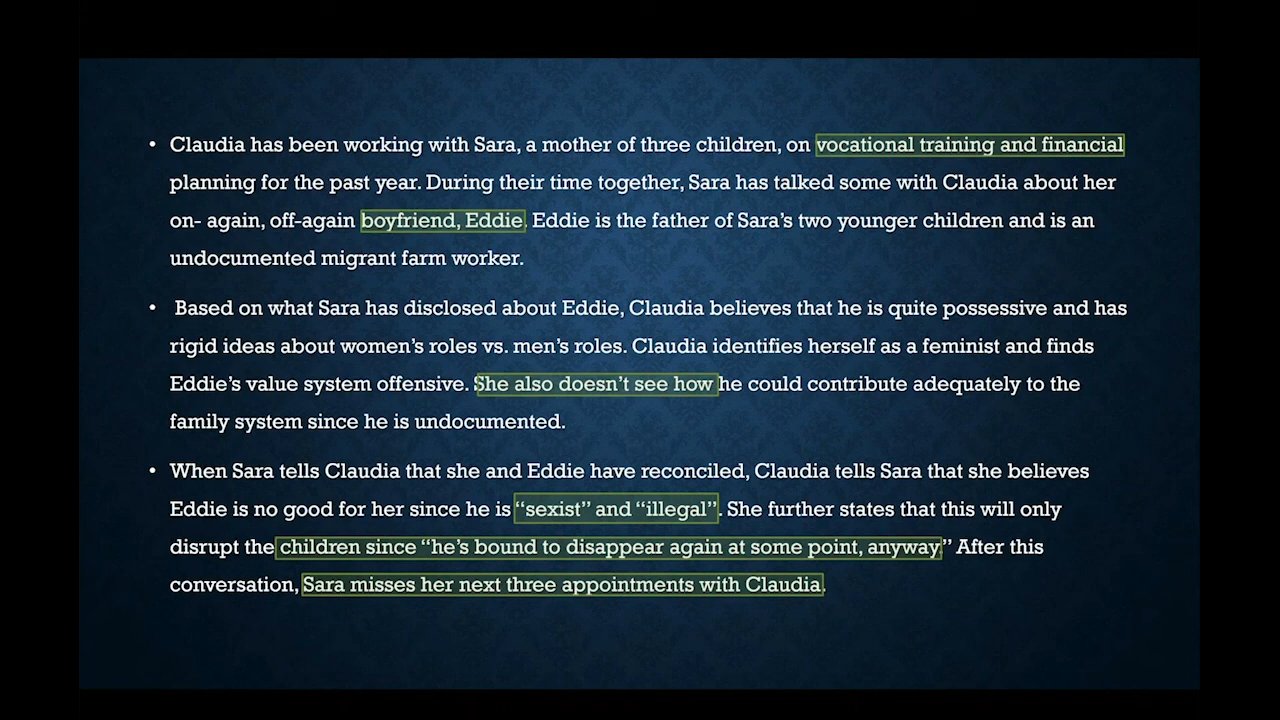 • Claudia has been working with Sara, a mother of three children, on vocational training and financial
planning for the past year. During their time together, Sara has talked some with Claudia about her
on- again, off-again boyfriend, Eddie. Eddie is the father of Sara's two younger children and is an
undocumented migrant farm worker.
• Based on what Sara has disclosed about Eddie, Claudia believes that he is quite possessive and has
rigid ideas about women's roles vs. men's roles. Claudia identifies herself as a feminist and finds
Eddie's value system offensive. She also doesn't see how he could contribute adequately to the
family system since he is undocumented.
• When Sara tells Claudia that she and Eddie have reconciled, Claudia tells Sara that she believes
Eddie is no good for her since he is “sexist” and “illegal”. She further states that this will only
disrupt the children since “he's bound to disappear again at some point, anyway.” After this
conversation, Sara misses her next three appointments with Claudia.